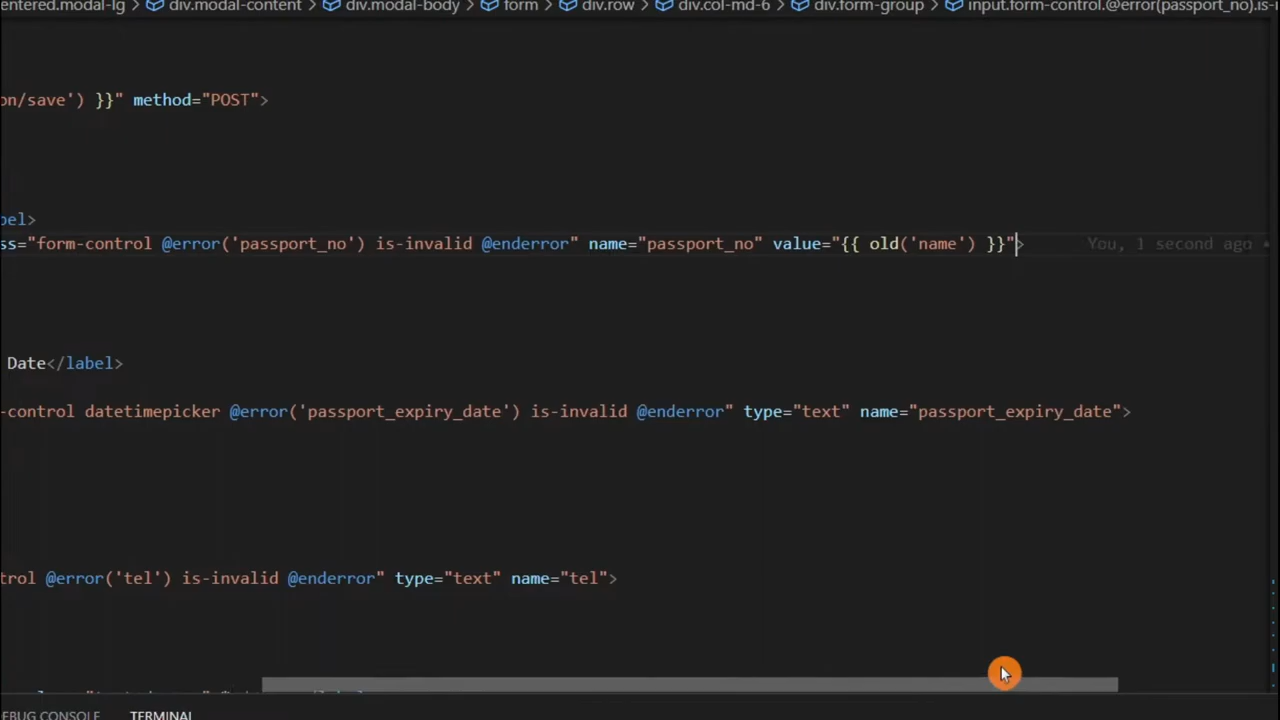 entered.modal-lg > div.modal-content > div.modal-body > form > div.row > div.col-md-6 > div.form-group > input.form-control.@error(passport_no).is-i
on/save') }}" method="POST">
bel>
ss="form-control @error('passport_no') is-invalid @enderror" name="passport_no" value="{{ old('name') }}"> You, 1 second ago •
Date</label>
-control datetimepicker @error('passport_expiry_date') is-invalid @enderror" type="text" name="passport_expiry_date">
trol @error('tel') is-invalid @enderror" type="text" name="tel">
EBUG CONSOLE TERMINAL